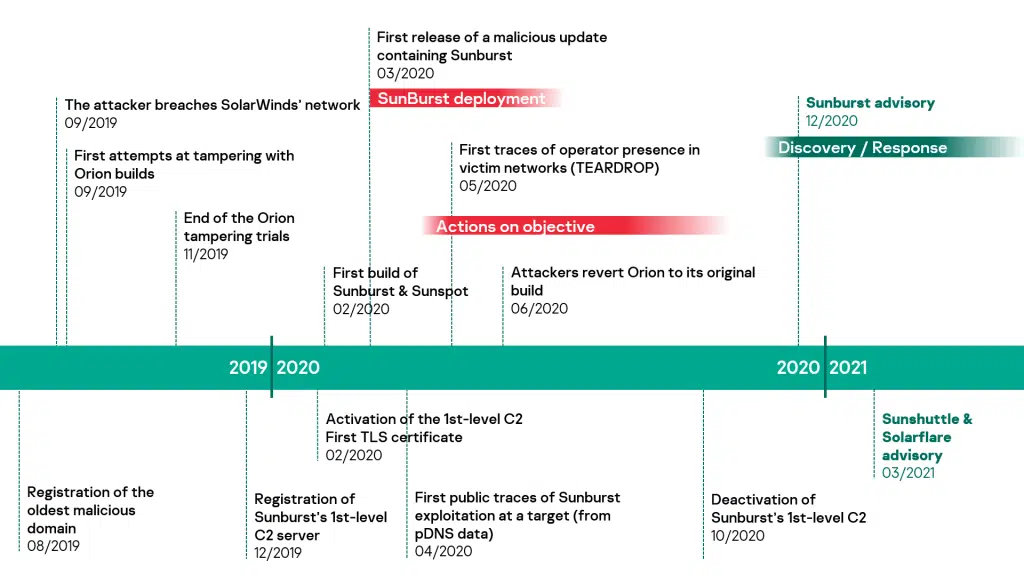 First release of a malicious update
containing Sunburst
03/2020
SunBurst deployment
The attacker breaches SolarWinds' network
09/2019
Sunburst advisory
12/2020
Discovery / Response
First attempts at tampering with
Orion builds
09/2019
First traces of operator presence in
victim networks (TEARDROP)
05/2020
End of the Orion
tampering trials
11/2019
Actions on objective
First build of
Sunburst & Sunspot
02/2020
Attackers revert Orion to its original
build
06/2020
2019 2020
2020 2021
Activation of the 1st-level C2
First TLS certificate
02/2020
Sunshuttle &
Solarflare
advisory
03/2021
Registration of the
oldest malicious
domain
08/2019
Registration of
Sunburst's 1st-level
C2 server
12/2019
First public traces of Sunburst
exploitation at a target (from
pDNS data)
04/2020
Deactivation of
Sunburst's 1st-level C2
10/2020